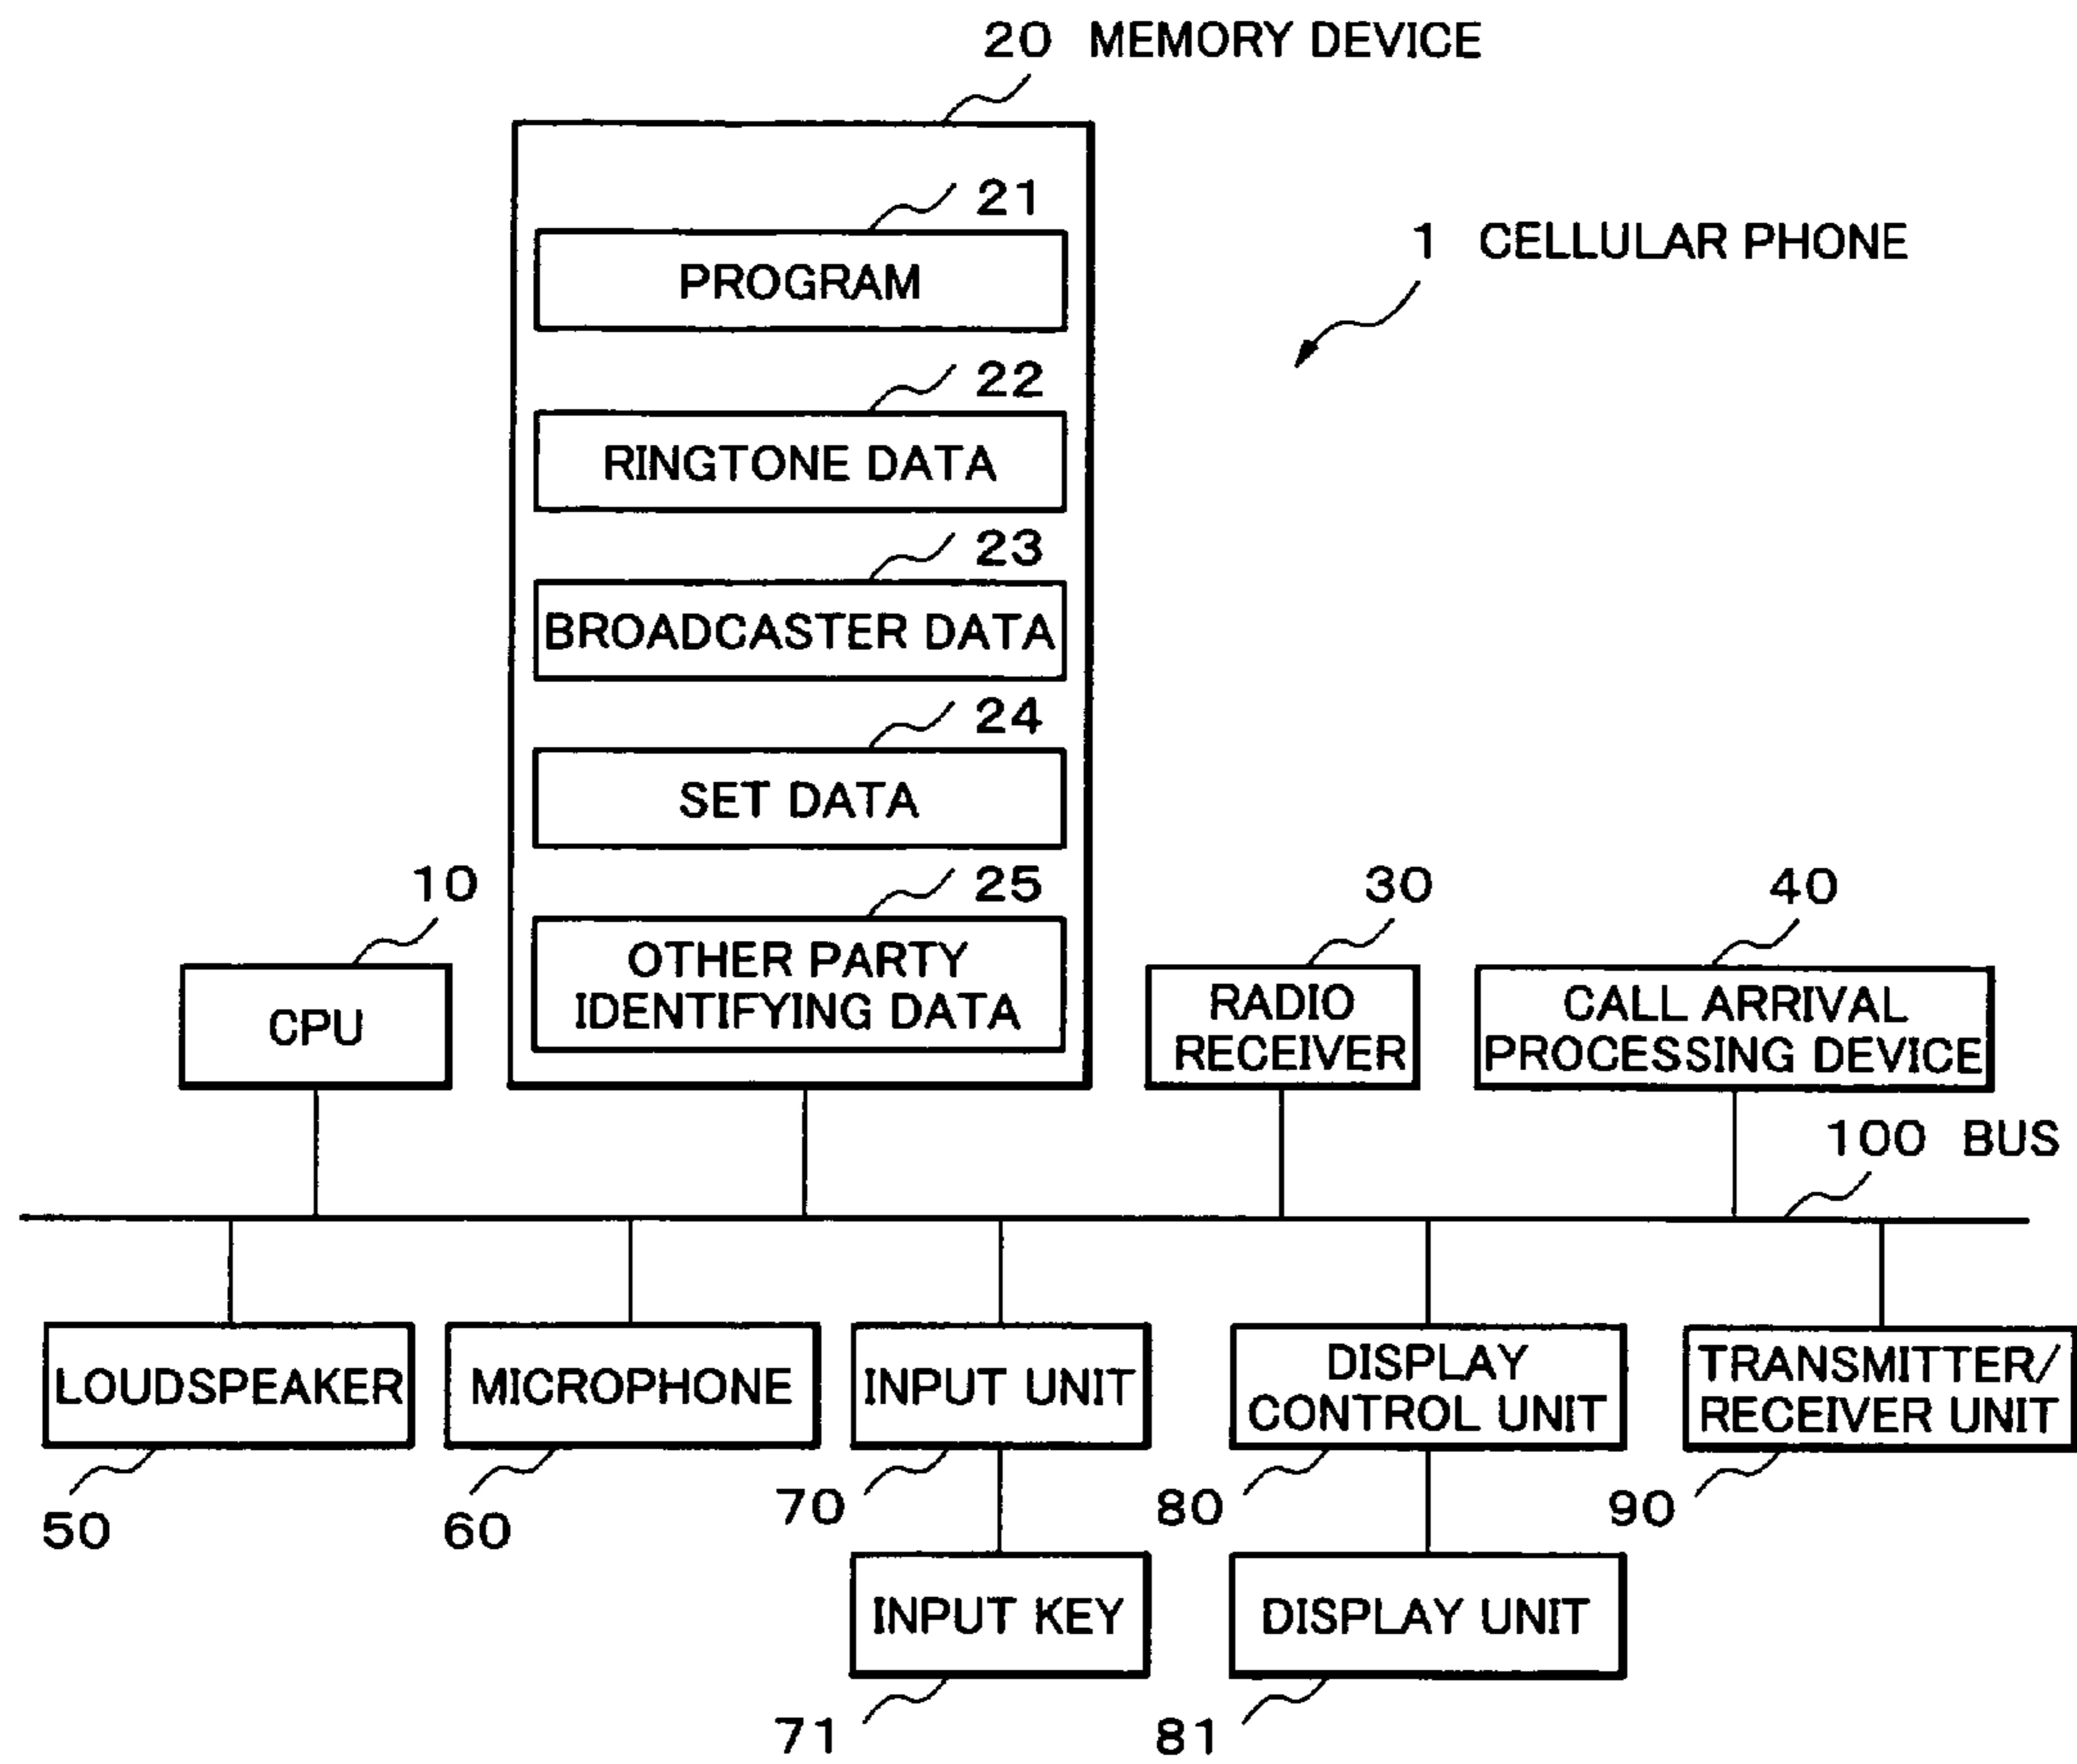 20 MEMORY DEVICE
21
PROGRAM
1 CELLULAR PHONE
22
RINGTONE DATA
23
BROADCASTER DATA
24
SET DATA
25
OTHER PARTY
IDENTIFYING DATA
10
CPU
30
RADIO
RECEIVER
40
CALL ARRIVAL
PROCESSING DEVICE
100 BUS
LOUDSPEAKER
50
MICROPHONE
60
INPUT UNIT
70
DISPLAY
CONTROL UNIT
80
TRANSMITTER/
RECEIVER UNIT
90
INPUT KEY
71
DISPLAY UNIT
81